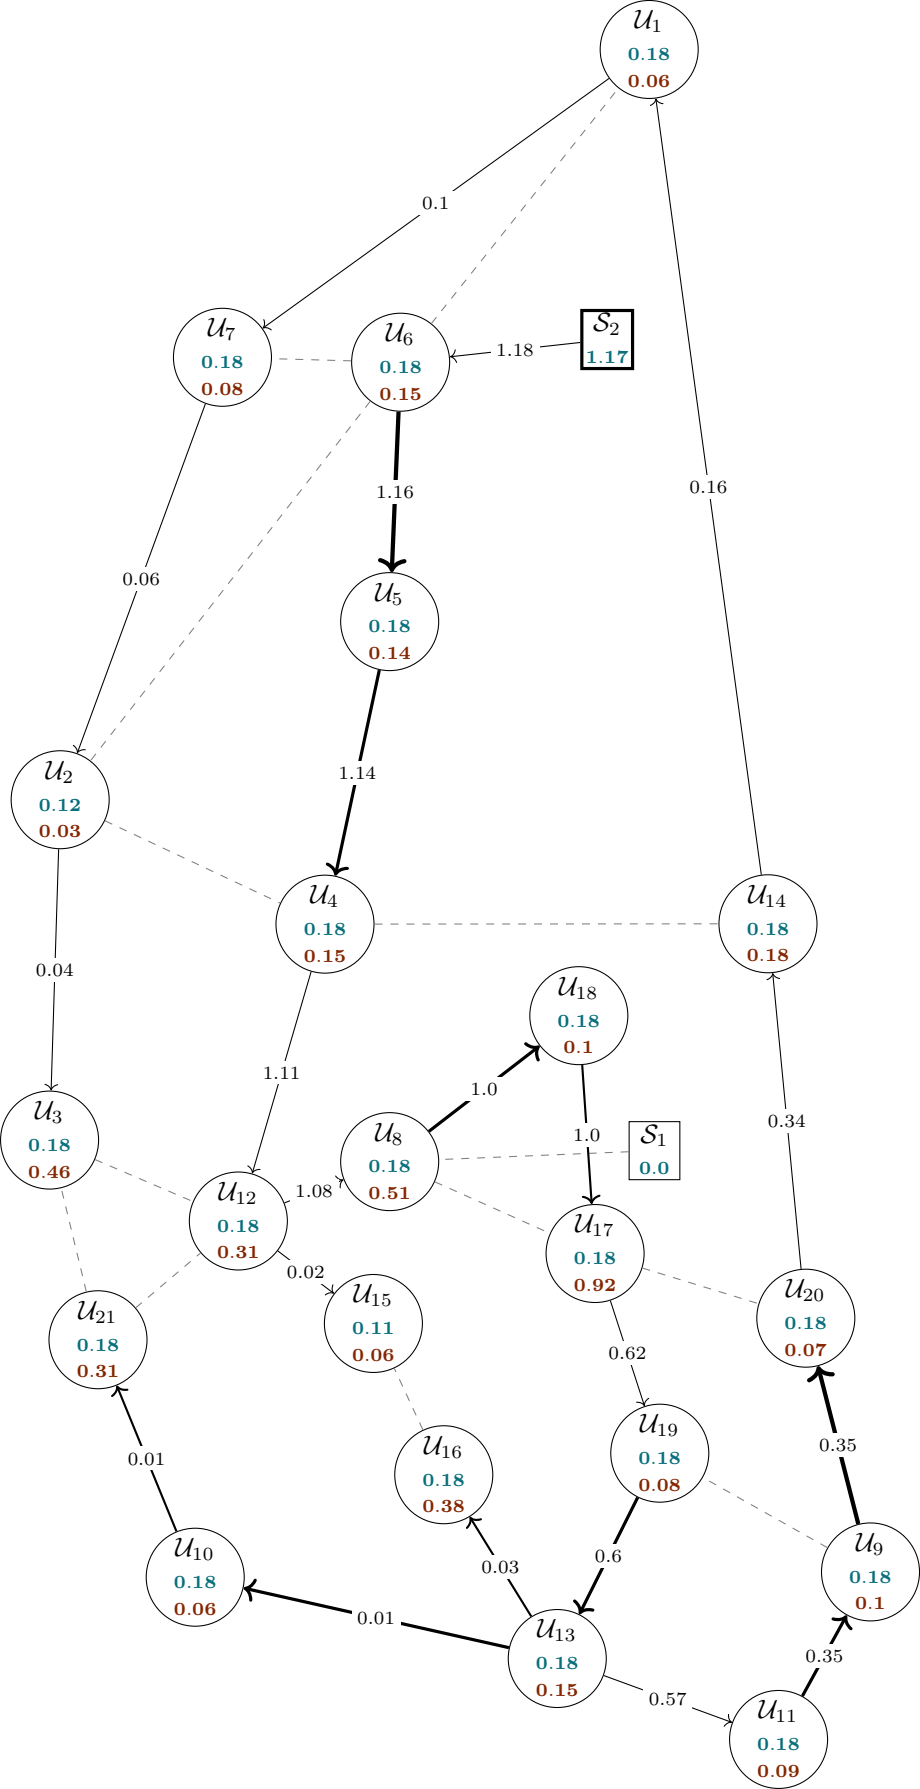 𝒰₁
0.18
0.06
0.1
𝒮₂
1.17
𝒰₇
0.18
0.08
𝒰₆
0.18
0.15
1.18
0.16
1.16
0.06
𝒰₅
0.18
0.14
𝒰₂
0.12
0.03
1.14
𝒰₄
0.18
0.15
𝒰₁₄
0.18
0.18
0.04
𝒰₁₈
0.18
0.1
1.11
1.0
𝒰₃
0.18
0.46
𝒰₈
0.18
0.51
1.0
𝒮₁
0.0
0.34
𝒰₁₂
0.18
0.31
1.08
𝒰₁₇
0.18
0.92
0.02
𝒰₂₁
0.18
0.31
𝒰₁₅
0.11
0.06
𝒰₂₀
0.18
0.07
0.62
0.01
𝒰₁₆
0.18
0.38
𝒰₁₉
0.18
0.08
0.35
𝒰₁₀
0.18
0.06
0.03
0.6
𝒰₉
0.18
0.1
0.01
𝒰₁₃
0.18
0.15
0.35
0.57
𝒰₁₁
0.18
0.09